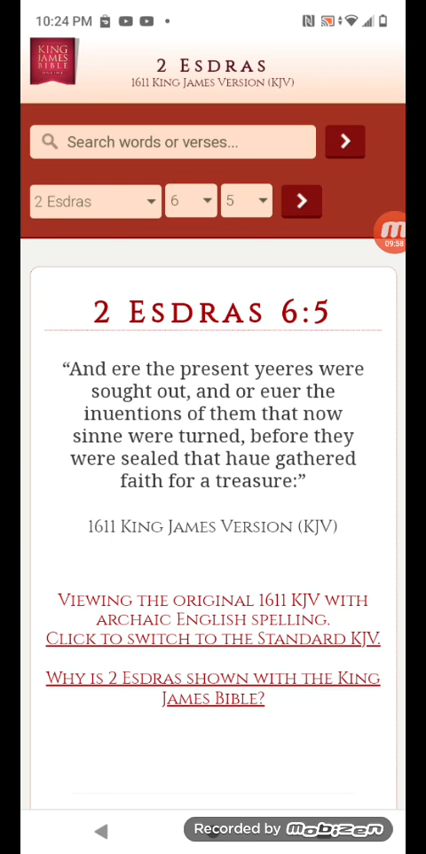 10:24 PM
KING
JAMES
BIBLE
ONLINE
2 ESDRAS
1611 KING JAMES VERSION (KJV)
Search words or verses...
2 Esdras 6 5
m
09:58
2 ESDRAS 6:5
“And ere the present yeeres were
sought out, and or euer the
inuentions of them that now
sinne were turned, before they
were sealed that haue gathered
faith for a treasure:”
1611 KING JAMES VERSION (KJV)
VIEWING THE ORIGINAL 1611 KJV WITH
ARCHAIC ENGLISH SPELLING.
CLICK TO SWITCH TO THE STANDARD KJV.
WHY IS 2 ESDRAS SHOWN WITH THE KING
JAMES BIBLE?
Recorded by mobizen